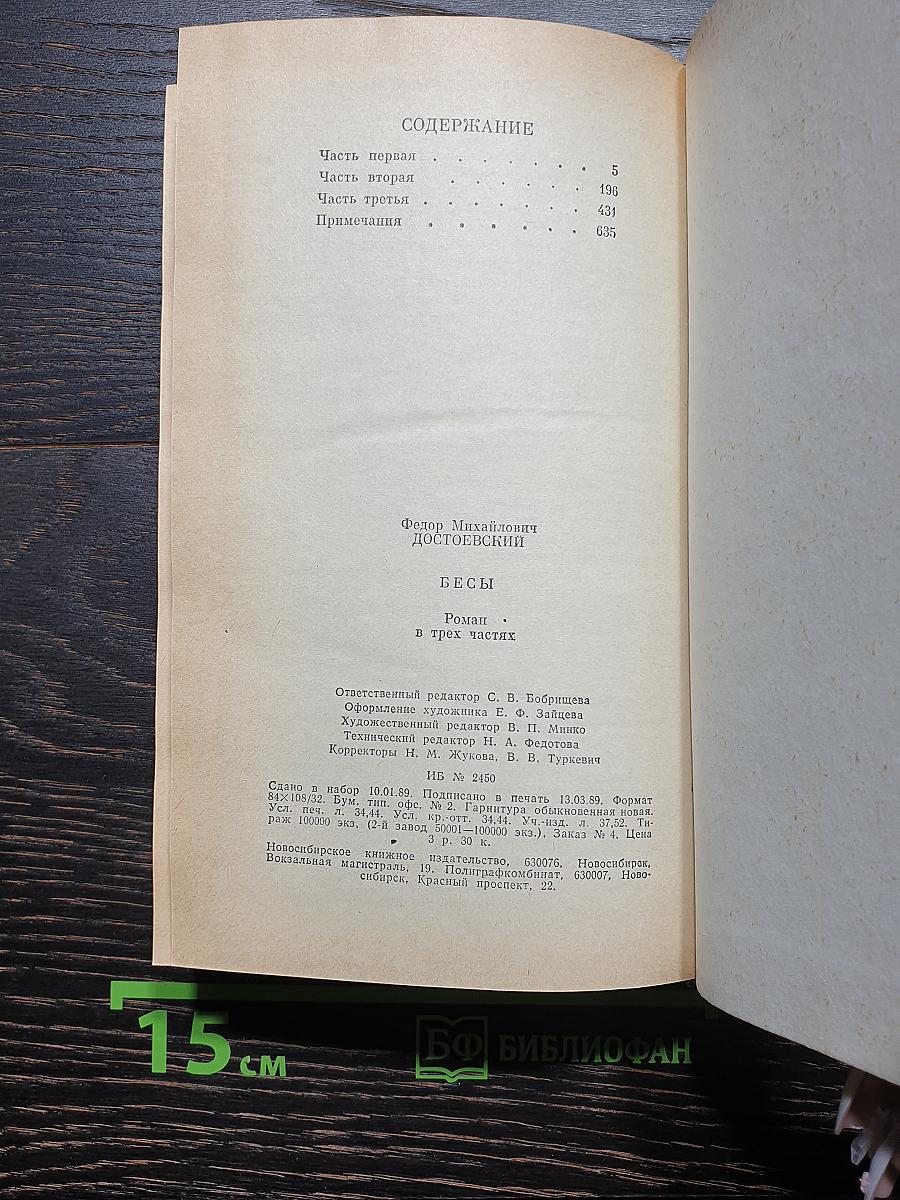 СОДЕРЖАНИЕ
Часть первая . . . . . . 5
Часть вторая . . . . . 196
Часть третья . . . . . . 431
Примечания . . . . . . 635
Федор Михайлович
ДОСТОЕВСКИЙ
БЕСЫ
Роман
в трех частях
Ответственный редактор С. В. Бобрищева
Оформление художника Е. Ф. Зайцева
Художественный редактор В. П. Минко
Технический редактор Н. А. Федотова
Корректоры Н. М. Жукова, В. В. Туркевич
ИБ № 2450
Сдано в набор 10.01.89. Подписано в печать 13.03.89. Формат
84×108/32. Бум. тип. офс. № 2. Гарнитура обыкновенная новая.
Усл. печ. л. 34,44. Усл. кр.-отт. 34,44. Уч.-изд. л. 37,52. Ти-
раж 100000 экз. (2-й завод 50001—100000 экз.). Заказ № 4. Цена
3 р. 30 к.
Новосибирское книжное издательство, 630076, Новосибирск,
Вокзальная магистраль, 19. Полиграфкомбинат, 630007, Ново-
сибирск, Красный проспект, 22.
15 см
БФ БИБЛИОФАН